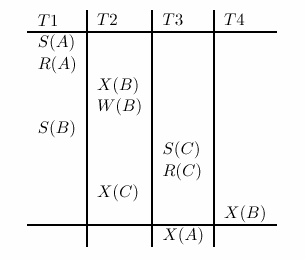 T1 T2 T3 T4
S(A)
R(A)
X(B)
W(B)
S(B)
S(C)
R(C)
X(C)
X(B)
X(A)